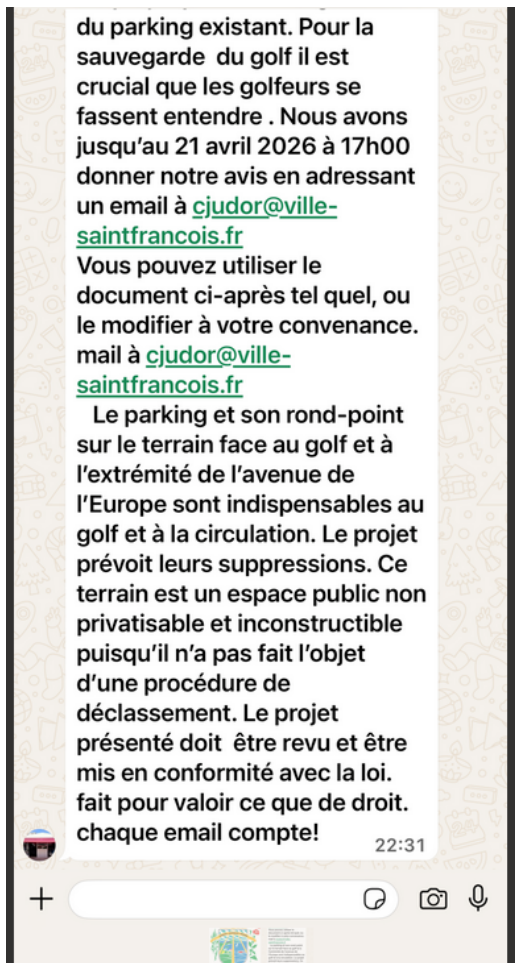 du parking existant. Pour la
sauvegarde  du golf il est
crucial que les golfeurs se
fassent entendre . Nous avons
jusqu'au 21 avril 2026 à 17h00
donner notre avis en adressant
un email à cjudor@ville-
saintfrancois.fr
Vous pouvez utiliser le
document ci-après tel quel, ou
le modifier à votre convenance.
mail à cjudor@ville-
saintfrancois.fr
Le parking et son rond-point
sur le terrain face au golf et à
l'extrémité de l'avenue de
l'Europe sont indispensables au
golf et à la circulation. Le projet
prévoit leurs suppressions. Ce
terrain est un espace public non
privatisable et inconstructible
puisqu'il n'a pas fait l'objet
d'une procédure de
déclassement. Le projet
présenté doit  être revu et être
mis en conformité avec la loi.
fait pour valoir ce que de droit.
chaque email compte!
22:31